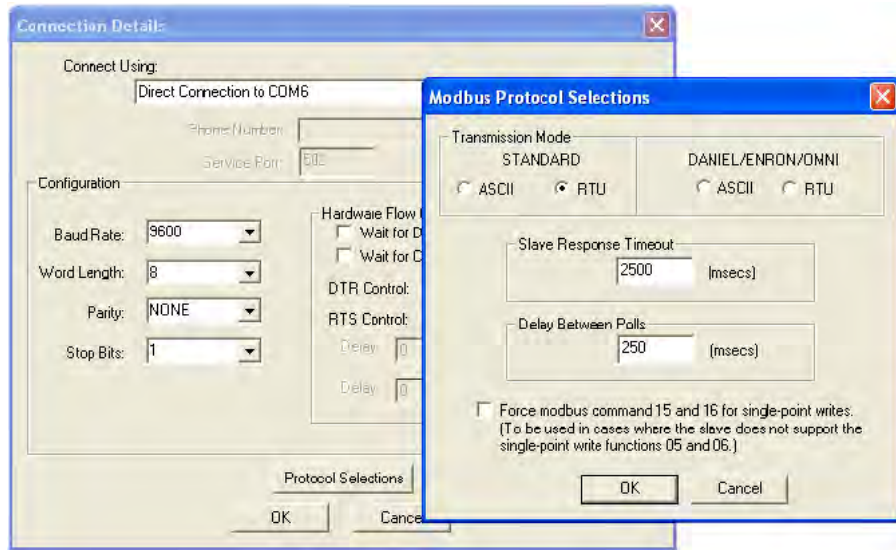 Connection Details
Connect Using:
Direct Connection to COM6
Phone Number:
Service Port: 502
Configuration
Baud Rate: 9600
Word Length: 8
Parity: NONE
Stop Bits: 1
Hardware Flow
Wait for D
Wait for C
DTR Control:
RTS Control:
Delay 0
Delay 0
Protocol Selections
OK
Cance
Modbus Protocol Selections
Transmission Mode
STANDARD
DANIEL/ENRON/OMNI
ASCII RTU
ASCII RTU
Slave Response Timeout
2500 (msecs)
Delay Between Polls
250 (msecs)
Force modbus command 15 and 16 for single-point writes.
(To be used in cases where the slave does not support the
single-point write functions 05 and 06.)
OK Cancel